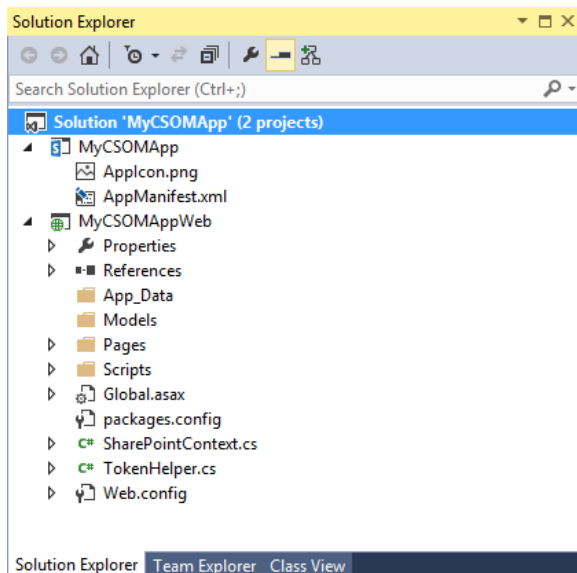 Solution Explorer
Search Solution Explorer (Ctrl+;)
Solution 'MyCSOMApp' (2 projects)
MyCSOMApp
AppIcon.png
AppManifest.xml
MyCSOMAppWeb
Properties
References
App_Data
Models
Pages
Scripts
Global.asax
packages.config
C# SharePointContext.cs
C# TokenHelper.cs
Web.config
Solution Explorer Team Explorer Class View